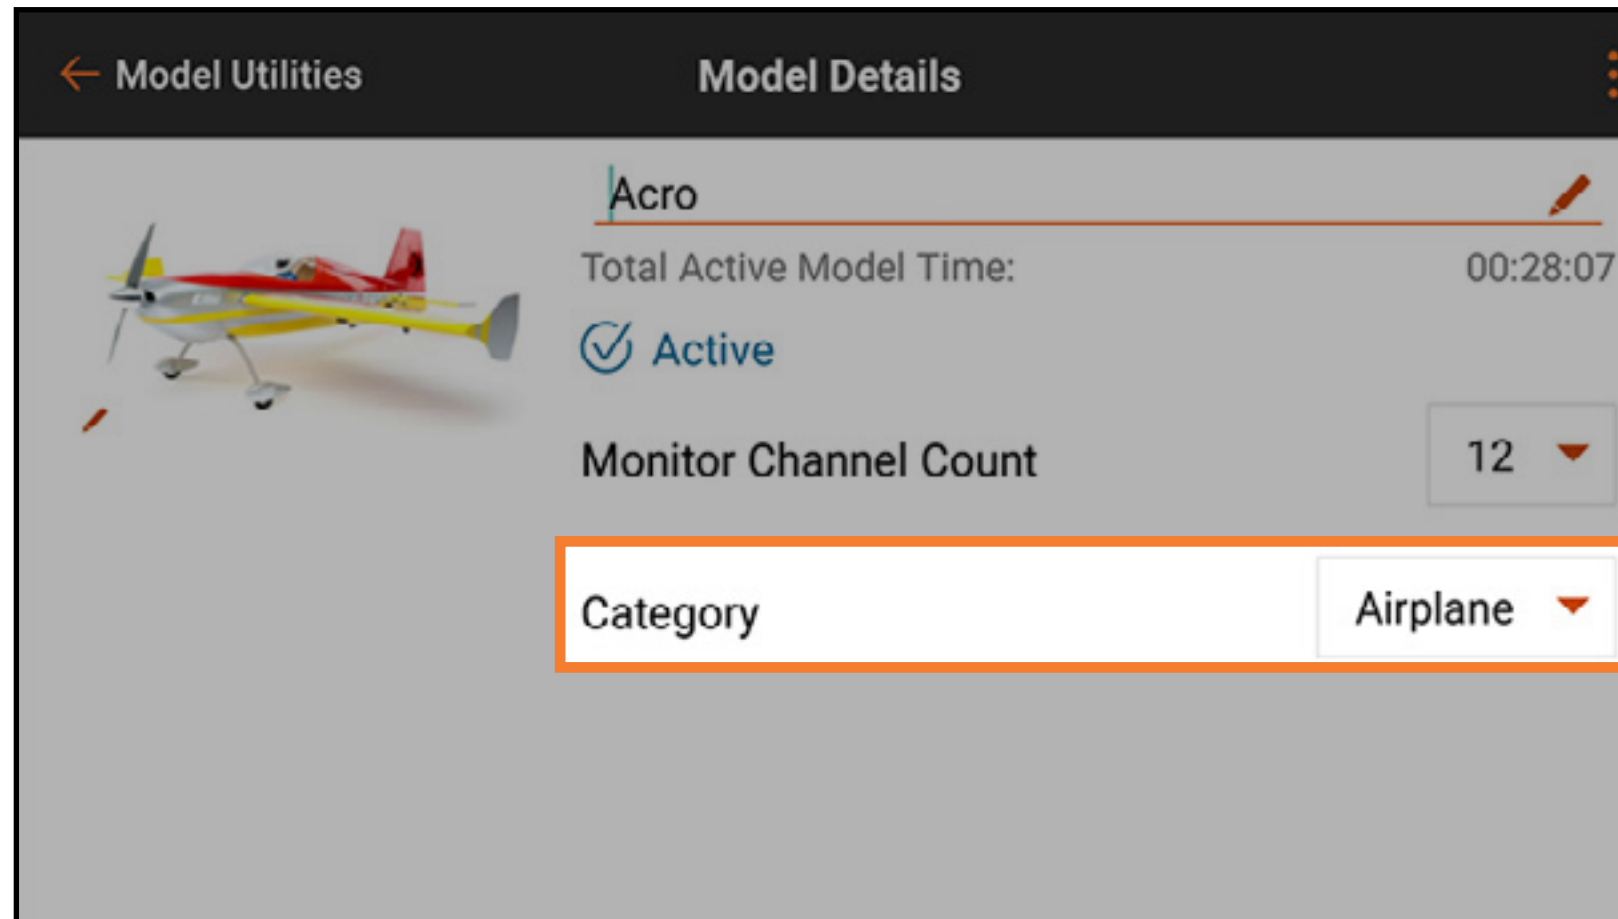 Model Utilities
Model Details
Acro
Total Active Model Time: 00:28:07
Active
Monitor Channel Count 12
Category Airplane